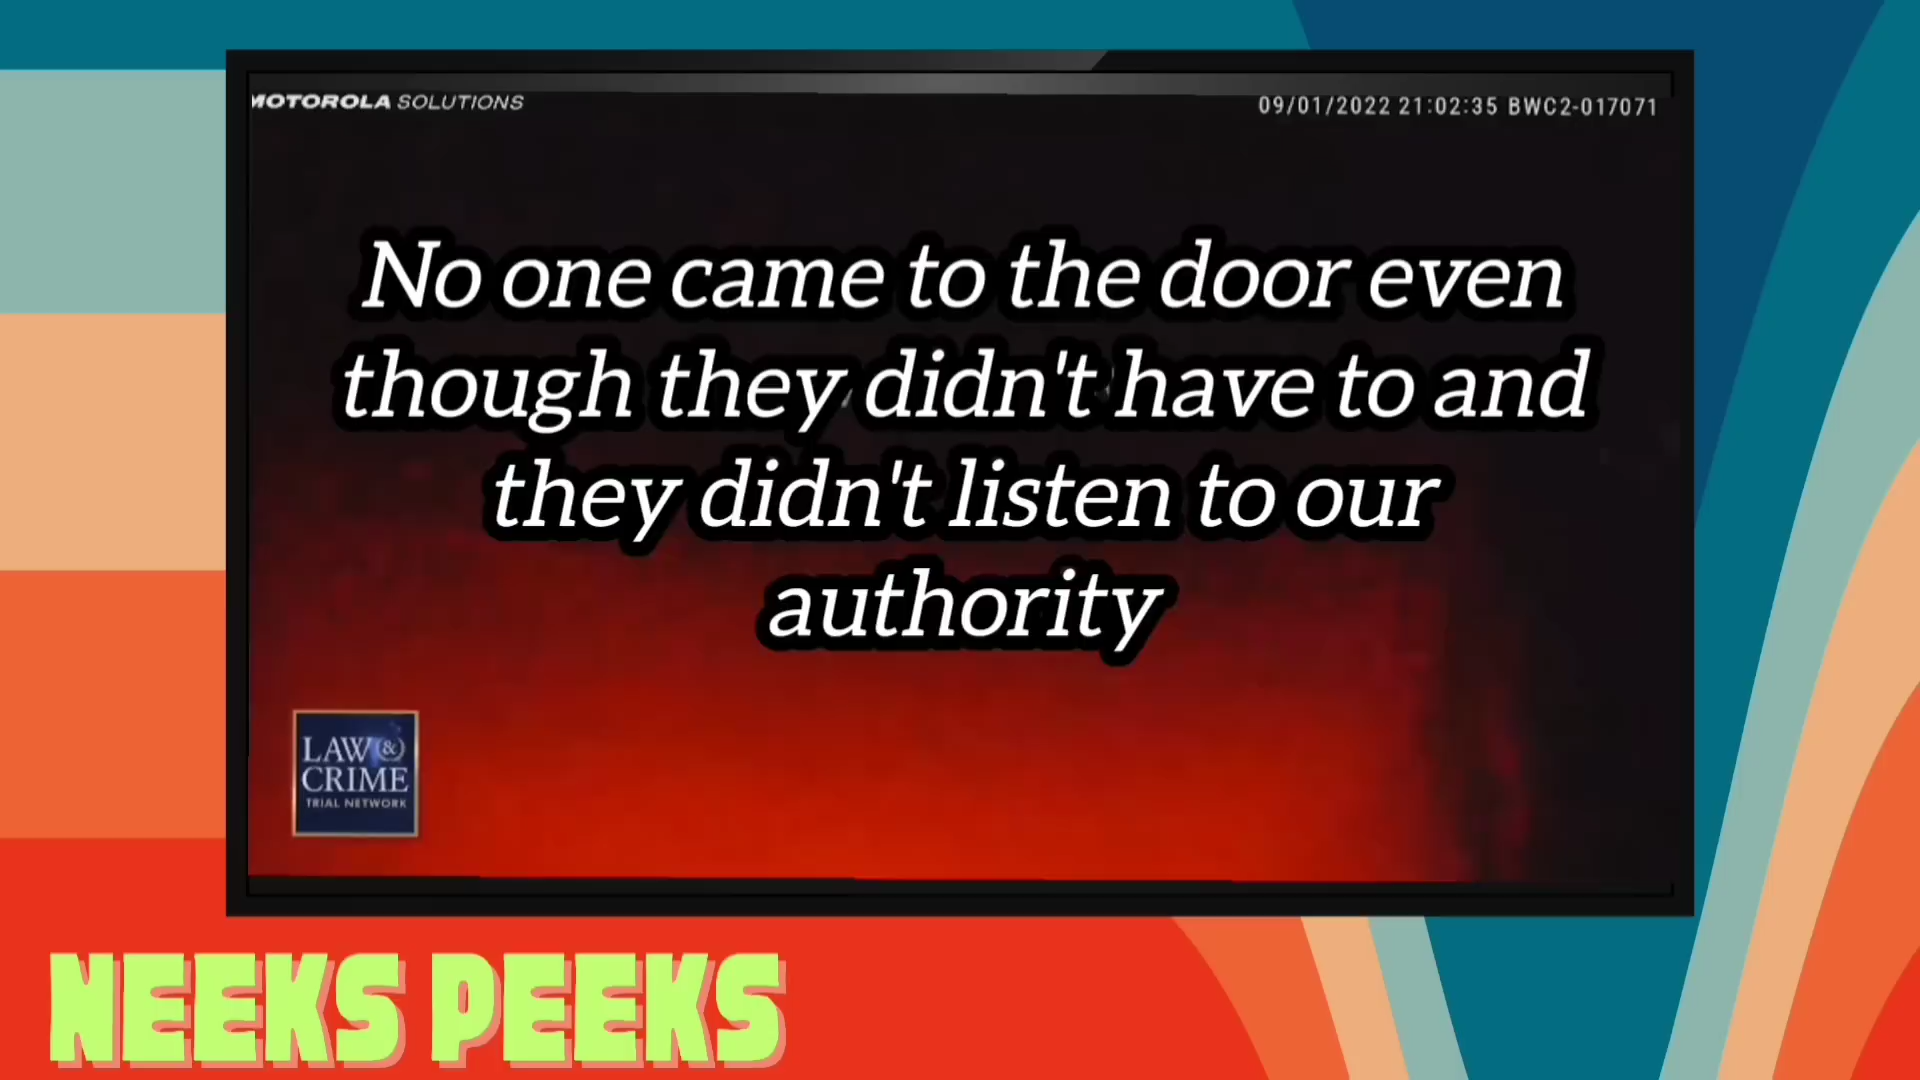 MOTOROLA SOLUTIONS
09/01/2022 21:02:35 BWC2-017071
No one came to the door even
though they didn't have to and
they didn't listen to our
authority
LAW &
CRIME
TRIAL NETWORK
NEEKS PEEKS